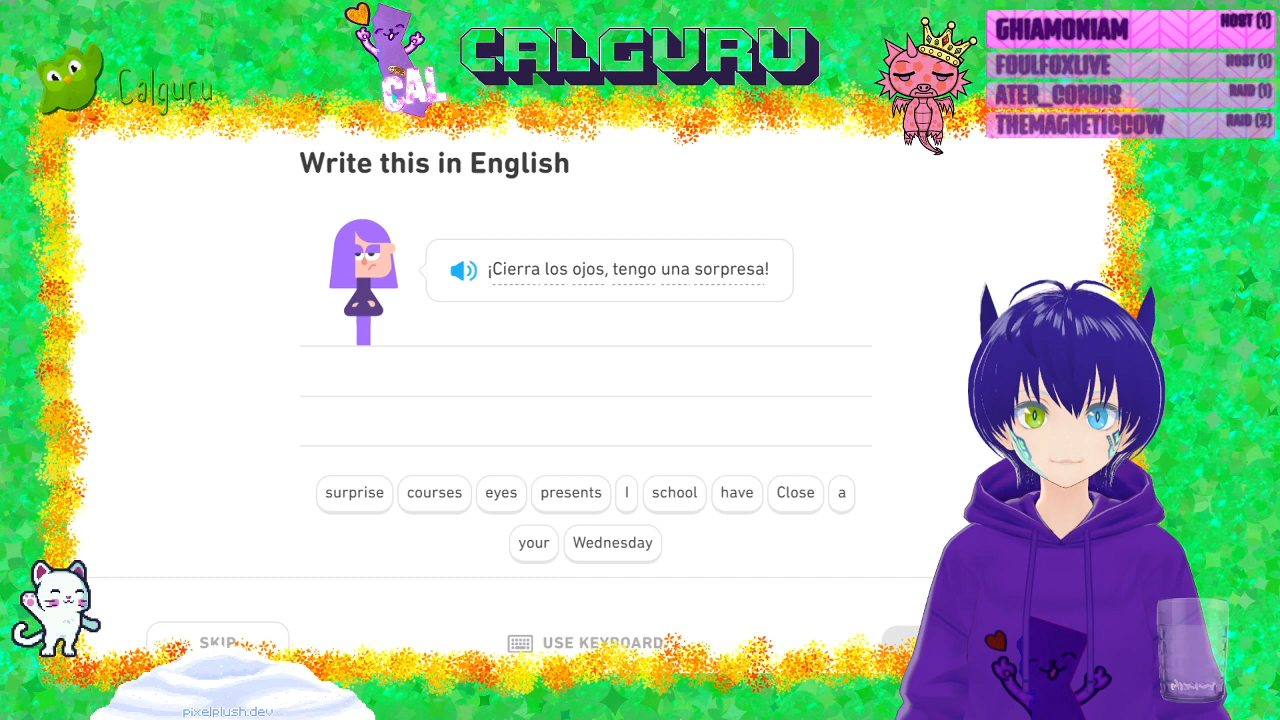 CALGURU
CAL
Calguru
GHIAMONIAM HOST (1)
FOULFOXLIVE HOST (1)
ATER_CORDIS RAID (1)
THEMAGNETICCOW RAID (2)
Write this in English
¡Cierra los ojos, tengo una sorpresa!
surprise courses eyes presents I school have Close a
your Wednesday
SKIP USE KEYBOARD
pixelplush.dev